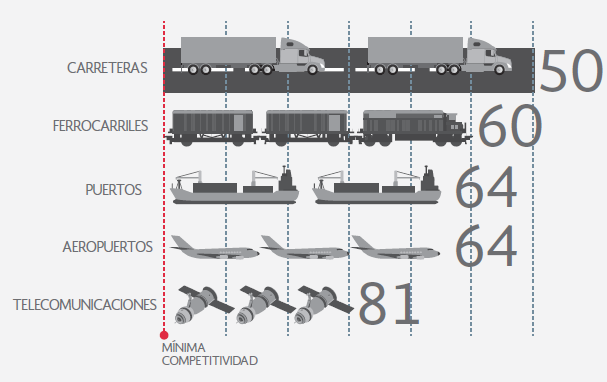 CARRETERAS 50
FERROCARRILES 60
PUERTOS 64
AEROPUERTOS 64
TELECOMUNICACIONES 81
MÍNIMA
COMPETITIVIDAD